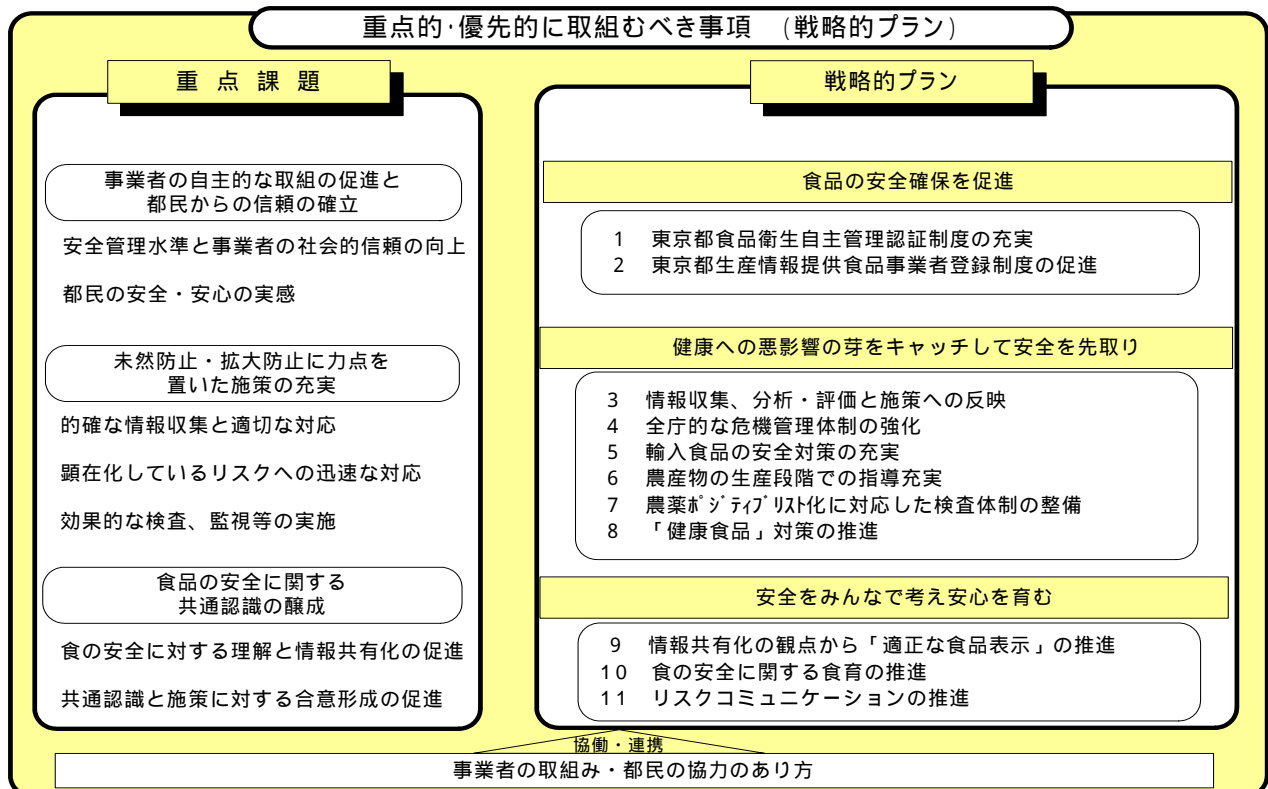 重点的･優先的に取組むべき事項 (戦略的プラン)
重 点 課 題
事業者の自主的な取組の促進と
都民からの信頼の確立
安全管理水準と事業者の社会的信頼の向上
都民の安全・安心の実感
未然防止・拡大防止に力点を
置いた施策の充実
的確な情報収集と適切な対応
顕在化しているリスクへの迅速な対応
効果的な検査、監視等の実施
食品の安全に関する
共通認識の醸成
食の安全に対する理解と情報共有化の促進
共通認識と施策に対する合意形成の促進
戦略的プラン
食品の安全確保を促進
1 東京都食品衛生自主管理認証制度の充実
2 東京都生産情報提供食品事業者登録制度の促進
健康への悪影響の芽をキャッチして安全を先取り
3 情報収集、分析・評価と施策への反映
4 全庁的な危機管理体制の強化
5 輸入食品の安全対策の充実
6 農産物の生産段階での指導充実
7 農薬ﾎﾟｼﾞﾃｨﾌﾞﾘｽﾄ化に対応した検査体制の整備
8 「健康食品」対策の推進
安全をみんなで考え安心を育む
9 情報共有化の観点から「適正な食品表示」の推進
10 食の安全に関する食育の推進
11 リスクコミュニケーションの推進
協働・連携
事業者の取組み・都民の協力のあり方